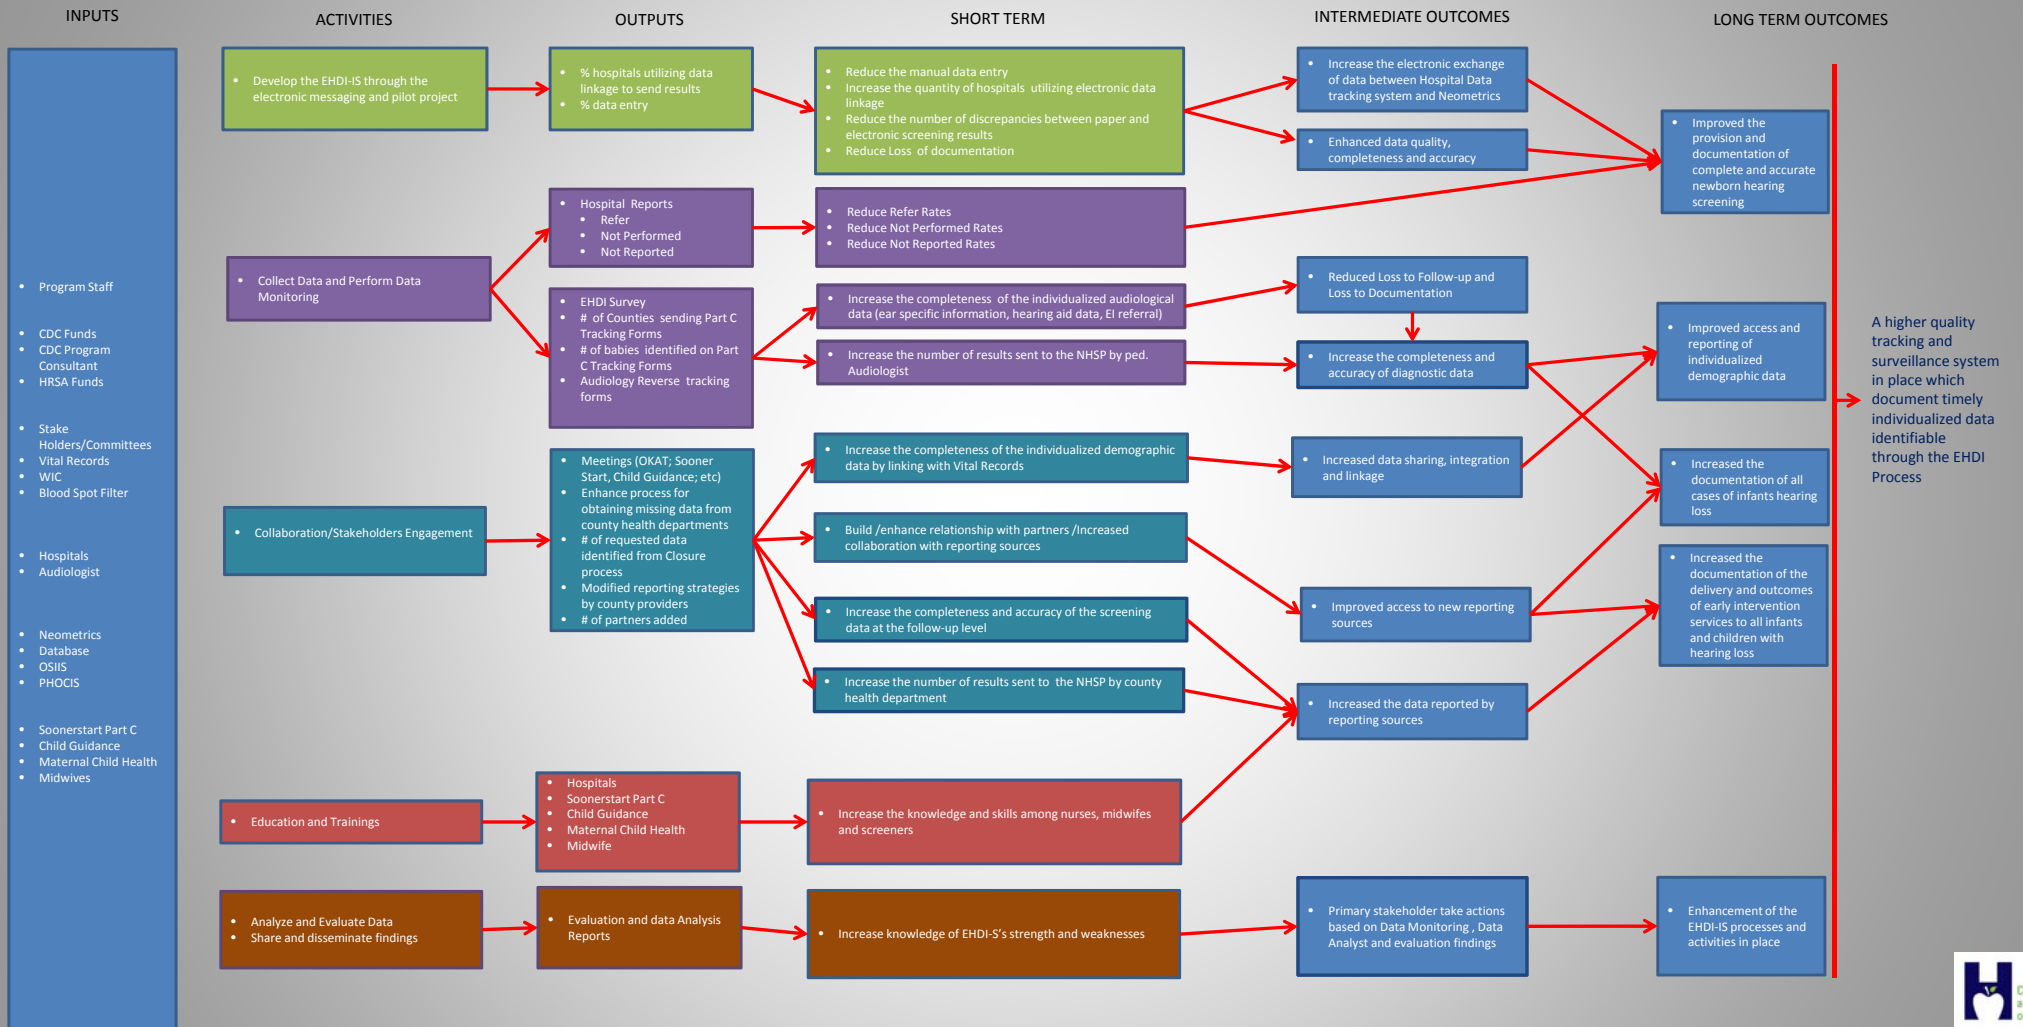 INPUTS
ACTIVITIES
OUTPUTS
SHORT TERM
INTERMEDIATE OUTCOMES
LONG TERM OUTCOMES
• Program Staff
• CDC Funds
• CDC Program
Consultant
• HRSA Funds
• Stake
Holders/Committees
• Vital Records
• WIC
• Blood Spot Filter
• Hospitals
• Audiologist
• Neometrics
• Database
• OSIIS
• PHOCIS
• Soonerstart Part C
• Child Guidance
• Maternal Child Health
• Midwives
• Develop the EHDI-IS through the
electronic messaging and pilot project
• % hospitals utilizing data
linkage to send results
• % data entry
• Reduce the manual data entry
• Increase the quantity of hospitals utilizing electronic data
linkage
• Reduce the number of discrepancies between paper and
electronic screening results
• Reduce Loss of documentation
• Increase the electronic exchange
of data between Hospital Data
tracking system and Neometrics
• Enhanced data quality,
completeness and accuracy
• Improved the
provision and
documentation of
complete and accurate
newborn hearing
screening
• Collect Data and Perform Data
Monitoring
• Hospital Reports
• Refer
• Not Performed
• Not Reported
• Reduce Refer Rates
• Reduce Not Performed Rates
• Reduce Not Reported Rates
• EHDI Survey
• # of Counties sending Part C
Tracking Forms
• # of babies identified on Part
C Tracking Forms
• Audiology Reverse tracking
forms
• Increase the completeness of the individualized audiological
data (ear specific information, hearing aid data, EI referral)
• Increase the number of results sent to the NHSP by ped.
Audiologist
• Reduced Loss to Follow-up and
Loss to Documentation
• Increase the completeness and
accuracy of diagnostic data
• Improved access and
reporting of
individualized
demographic data
• Collaboration/Stakeholders Engagement
• Meetings (OKAT; Sooner
Start, Child Guidance; etc)
• Enhance process for
obtaining missing data from
county health departments
• # of requested data
identified from Closure
process
• Modified reporting strategies
by county providers
• # of partners added
• Increase the completeness of the individualized demographic
data by linking with Vital Records
• Build /enhance relationship with partners /Increased
collaboration with reporting sources
• Increase the completeness and accuracy of the screening
data at the follow-up level
• Increase the number of results sent to the NHSP by county
health department
• Increased data sharing, integration
and linkage
• Improved access to new reporting
sources
• Increased the data reported by
reporting sources
• Increased the
documentation of all
cases of infants hearing
loss
• Increased the
documentation of the
delivery and outcomes
of early intervention
services to all infants
and children with
hearing loss
• Education and Trainings
• Hospitals
• Soonerstart Part C
• Child Guidance
• Maternal Child Health
• Midwife
• Increase the knowledge and skills among nurses, midwifes
and screeners
• Analyze and Evaluate Data
• Share and disseminate findings
• Evaluation and data Analysis
Reports
• Increase knowledge of EHDI-S's strength and weaknesses
• Primary stakeholder take actions
based on Data Monitoring , Data
Analyst and evaluation findings
• Enhancement of the
EHDI-IS processes and
activities in place
A higher quality
tracking and
surveillance system
in place which
document timely
individualized data
identifiable
through the EHDI
Process